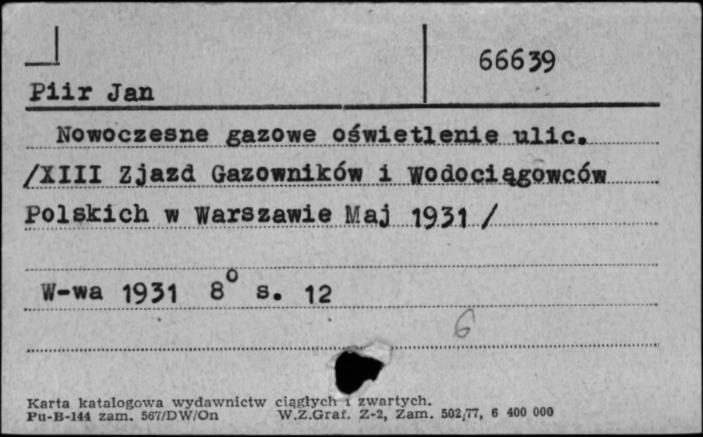 66639
Piir Jan
Nowoczesne gazowe oświetlenie ulic.
/XIII Zjazd Gazowników i Wodociągowców
Polskich w Warszawie Maj 1931/
W-wa 1931 8° s. 12
6
Karta katalogowa wydawnictw ciągłych i zwartych.
Pu-B-144 zam. 567/DW/On W.Z.Graf. Z-2, Zam. 502/77, 6 400 000